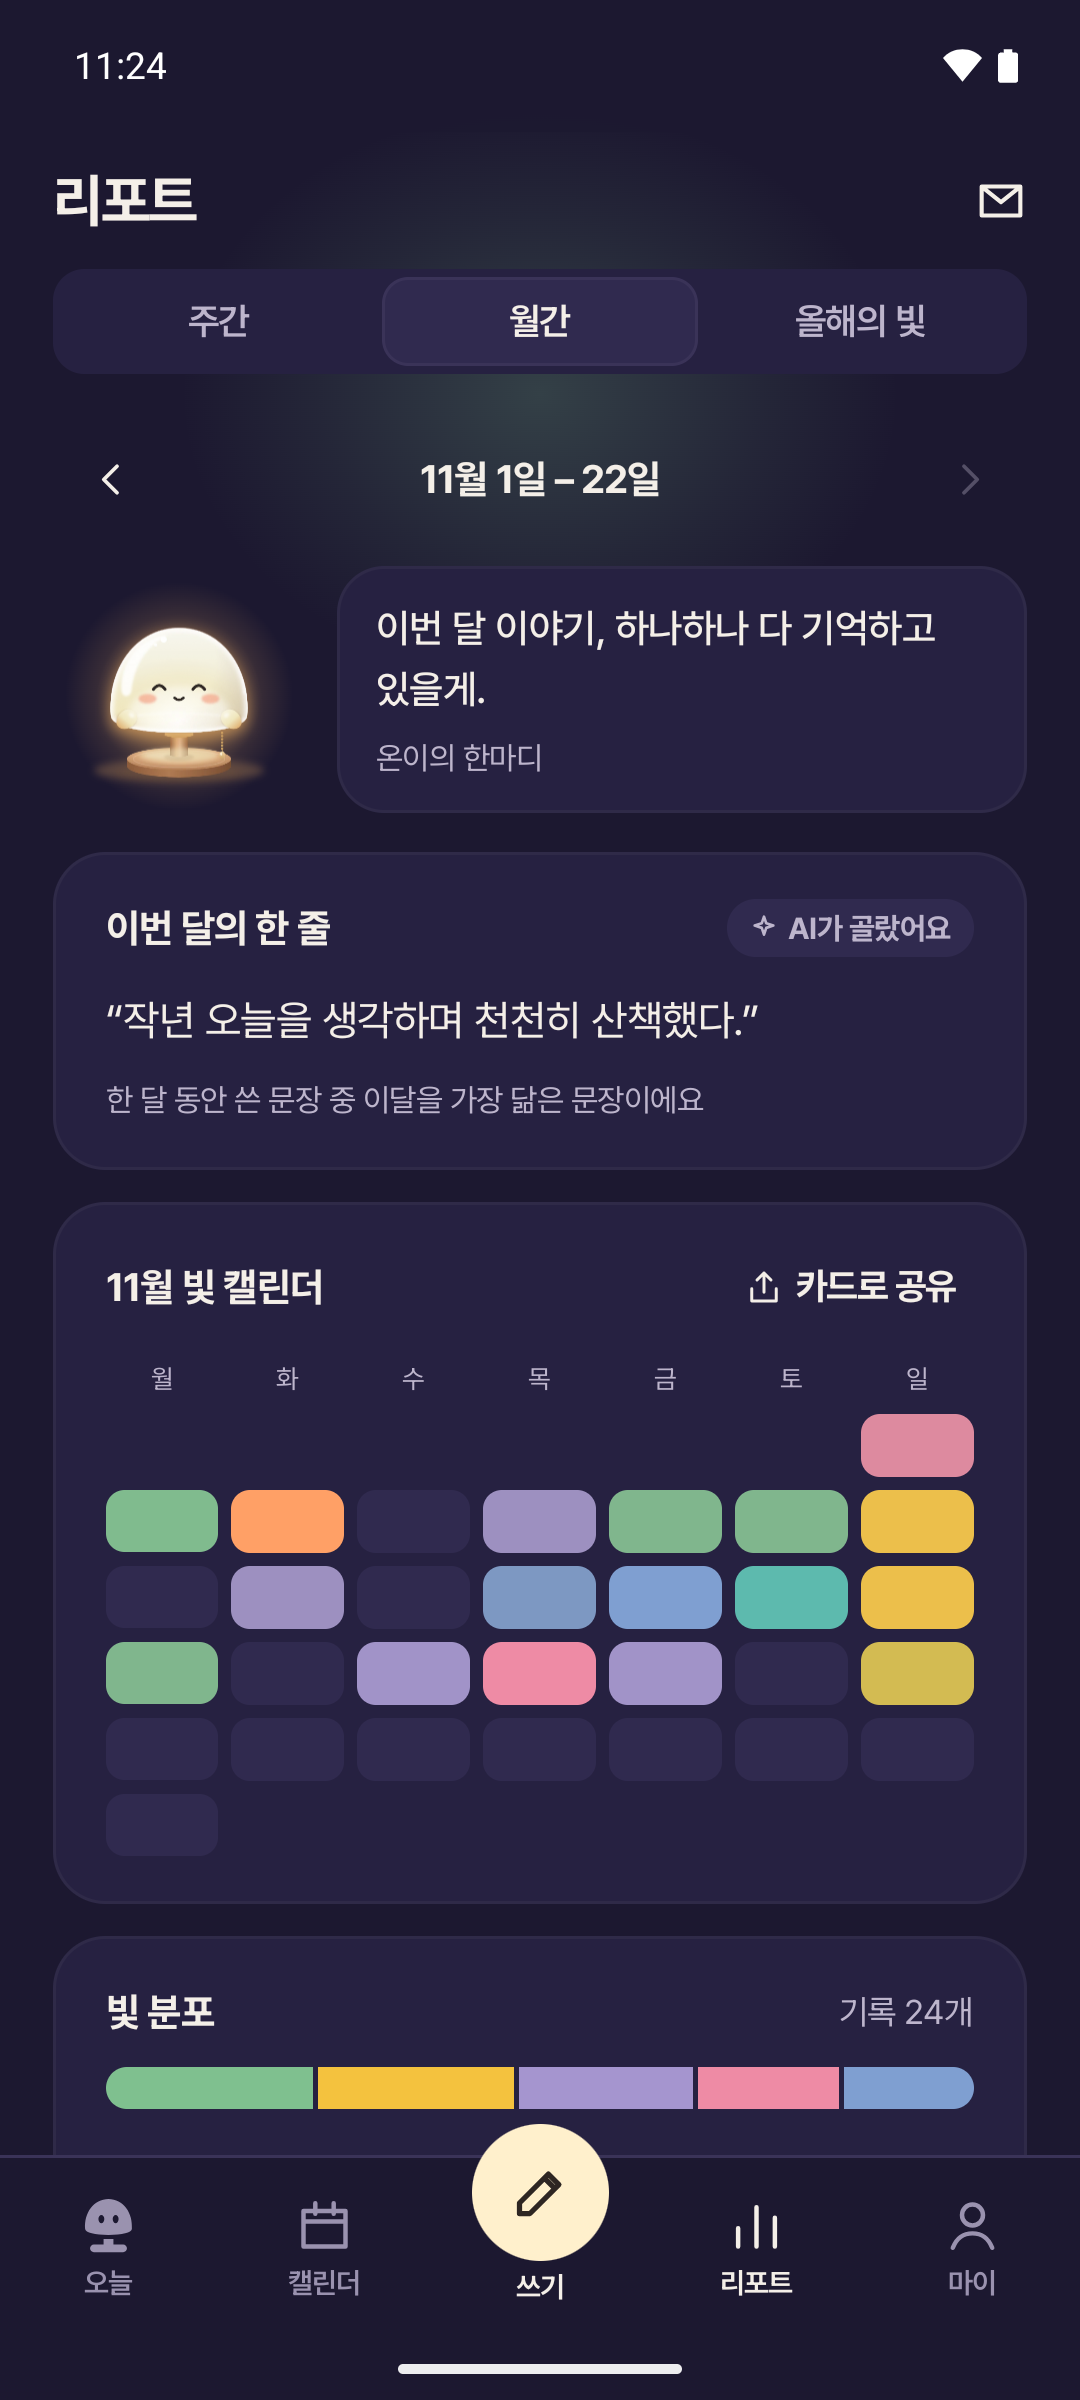 11:24
리포트
주간
월간
올해의 빛
11월 1일 – 22일
이번 달 이야기, 하나하나 다 기억하고
있을게.
온이의 한마디
이번 달의 한 줄
AI가 골랐어요
“작년 오늘을 생각하며 천천히 산책했다.”
한 달 동안 쓴 문장 중 이달을 가장 닮은 문장이에요
11월 빛 캘린더
카드로 공유
월 화 수 목 금 토 일
빛 분포
기록 24개
오늘
캘린더
쓰기
리포트
마이